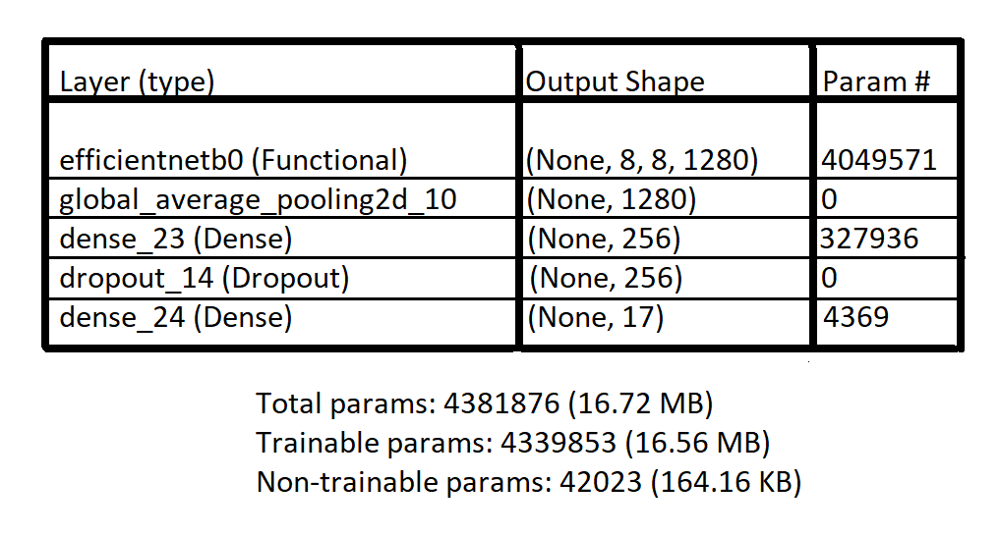 Layer (type) Output Shape Param #
efficientnetb0 (Functional) (None, 8, 8, 1280) 4049571
global_average_pooling2d_10 (None, 1280) 0
dense_23 (Dense) (None, 256) 327936
dropout_14 (Dropout) (None, 256) 0
dense_24 (Dense) (None, 17) 4369
Total params: 4381876 (16.72 MB)
Trainable params: 4339853 (16.56 MB)
Non-trainable params: 42023 (164.16 KB)